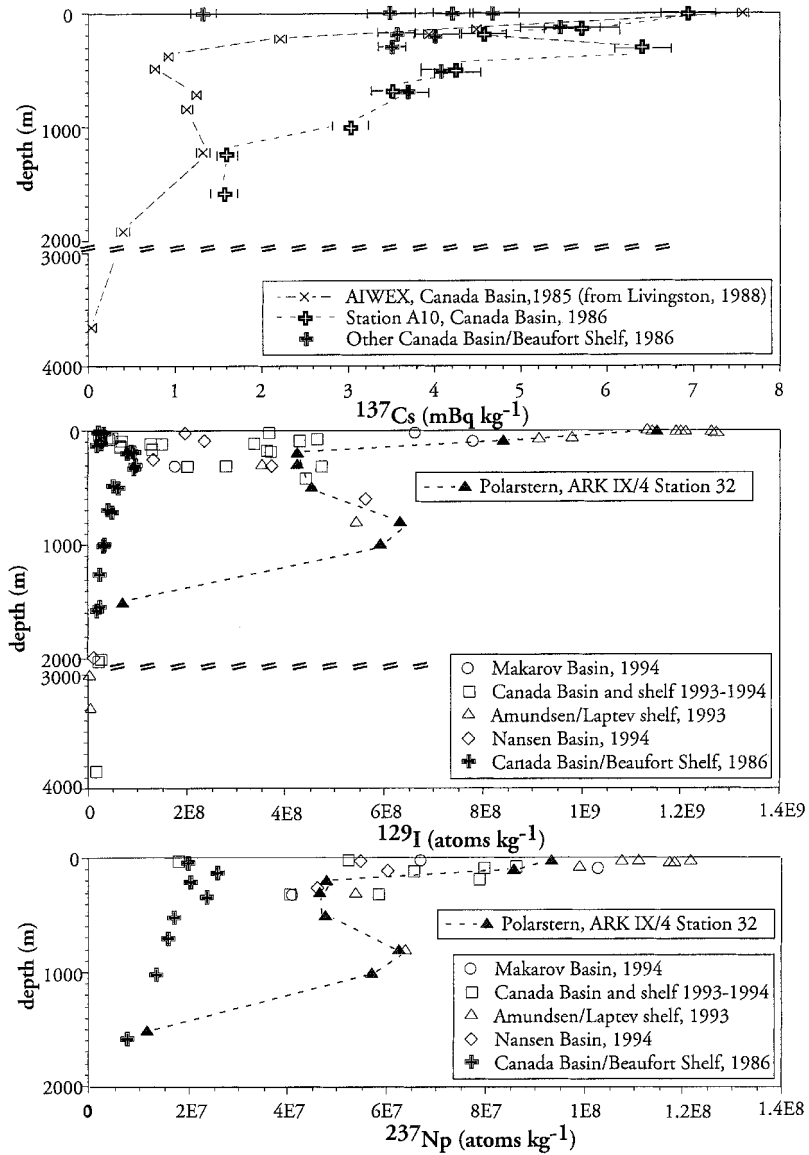 0
1000
2000
3000
4000
depth (m)
AIWEX, Canada Basin,1985 (from Livingston, 1988)
Station A10, Canada Basin, 1986
Other Canada Basin/Beaufort Shelf, 1986
0 1 2 3 4 5 6 7 8
137Cs (mBq kg-1)
0
1000
2000
3000
4000
depth (m)
Polarstern, ARK IX/4 Station 32
Makarov Basin, 1994
Canada Basin and shelf 1993-1994
Amundsen/Laptev shelf, 1993
Nansen Basin, 1994
Canada Basin/Beaufort Shelf, 1986
0 2E8 4E8 6E8 8E8 1E9 1.2E9 1.4E9
129I (atoms kg-1)
0
1000
2000
depth (m)
Polarstern, ARK IX/4 Station 32
Makarov Basin, 1994
Canada Basin and shelf 1993-1994
Amundsen/Laptev shelf, 1993
Nansen Basin, 1994
Canada Basin/Beaufort Shelf, 1986
0 2E7 4E7 6E7 8E7 1E8 1.2E8 1.4E8
237Np (atoms kg-1)